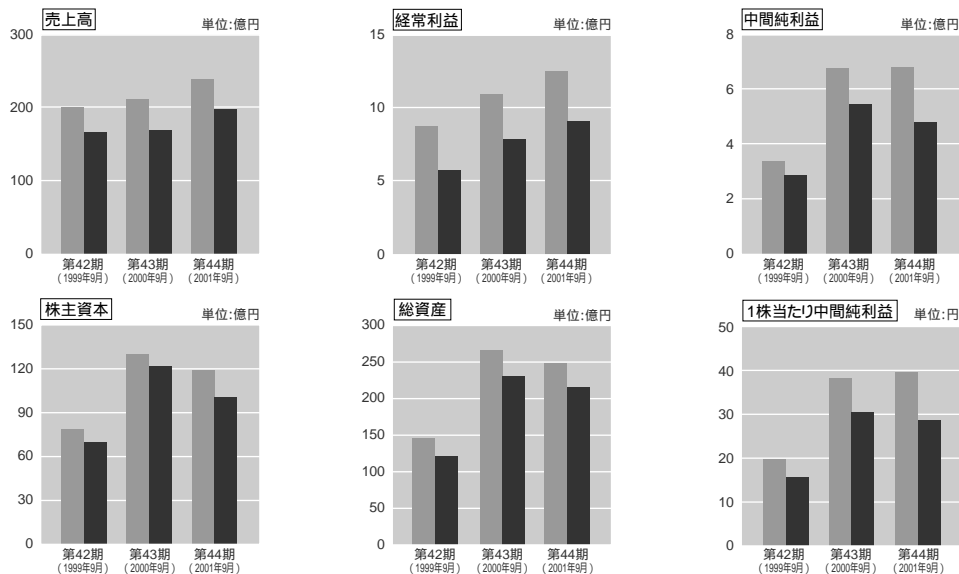 売上高 単位:億円
300
200
100
0
第42期 第43期 第44期
(1999年9月) (2000年9月) (2001年9月)
経常利益 単位:億円
15
10
5
0
第42期 第43期 第44期
(1999年9月) (2000年9月) (2001年9月)
中間純利益 単位:億円
8
6
4
2
0
第42期 第43期 第44期
(1999年9月) (2000年9月) (2001年9月)
株主資本 単位:億円
150
120
90
60
30
0
第42期 第43期 第44期
(1999年9月) (2000年9月) (2001年9月)
総資産 単位:億円
300
250
200
150
100
50
0
第42期 第43期 第44期
(1999年9月) (2000年9月) (2001年9月)
1株当たり中間純利益 単位:円
50
40
30
20
10
0
第42期 第43期 第44期
(1999年9月) (2000年9月) (2001年9月)